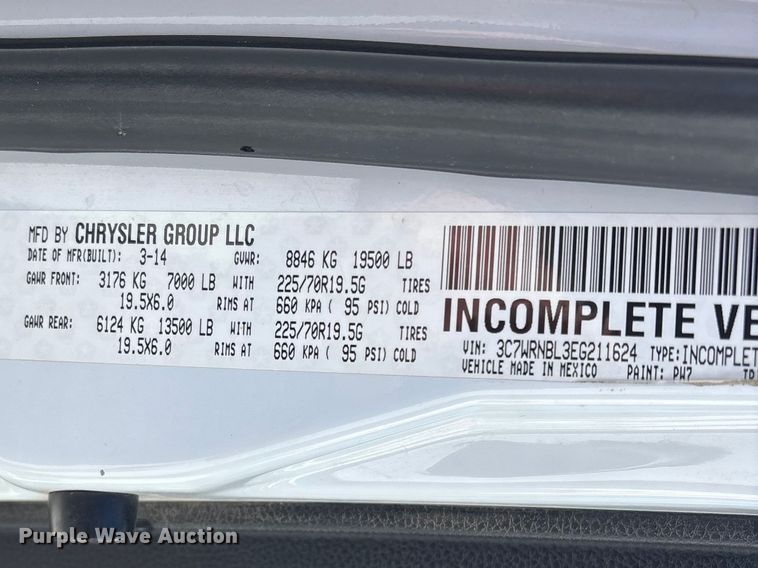 MFD BY CHRYSLER GROUP LLC
DATE OF MFR(BUILT): 3-14 GVWR: 8846 KG 19500 LB
GAWR FRONT: 3176 KG 7000 LB WITH 225/70R19.5G TIRES
19.5X6.0 RIMS AT 660 KPA ( 95 PSI) COLD
GAWR REAR: 6124 KG 13500 LB WITH 225/70R19.5G TIRES
19.5X6.0 RIMS AT 660 KPA ( 95 PSI) COLD
INCOMPLETE VE
VIN: 3C7WRNBL3EG211624 TYPE:INCOMPLET
VEHICLE MADE IN MEXICO PAINT: PW7 TR
Purple Wave Auction